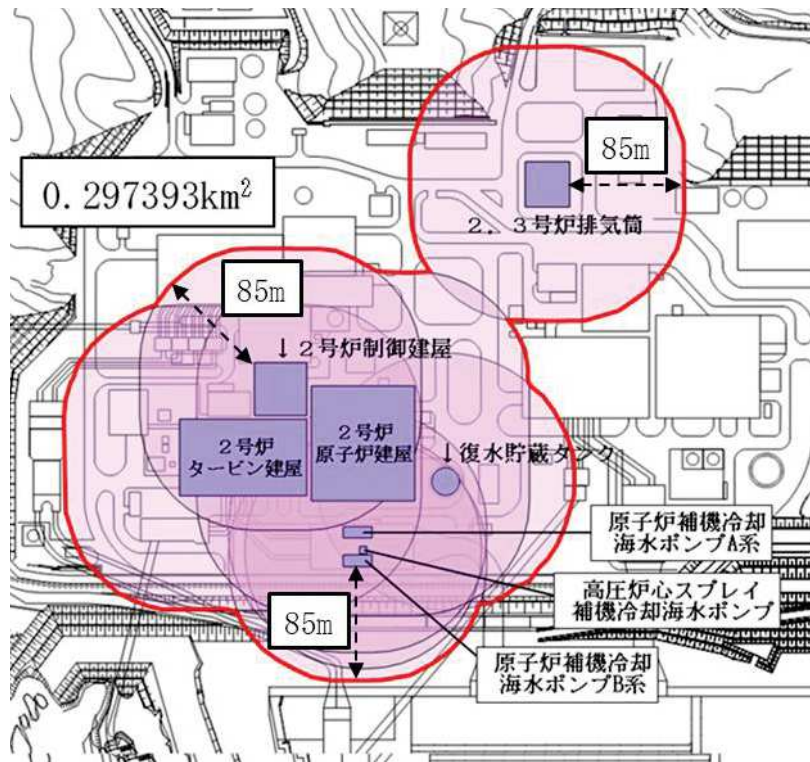 85m
0.297393km²
2,3号炉排気筒
85m
↓2号炉制御建屋
2号炉
タービン建屋
2号炉
原子炉建屋
↓復水貯蔵タンク
原子炉補機冷却
海水ポンプA系
高圧炉心スプレイ
補機冷却海水ポンプ
85m
原子炉補機冷却
海水ポンプB系